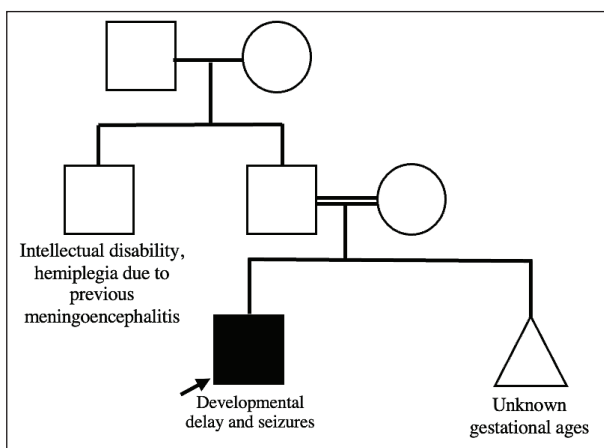 Intellectual disability,
hemiplegia due to
previous
meningoencephalitis
Developmental
delay and seizures
Unknown
gestational ages